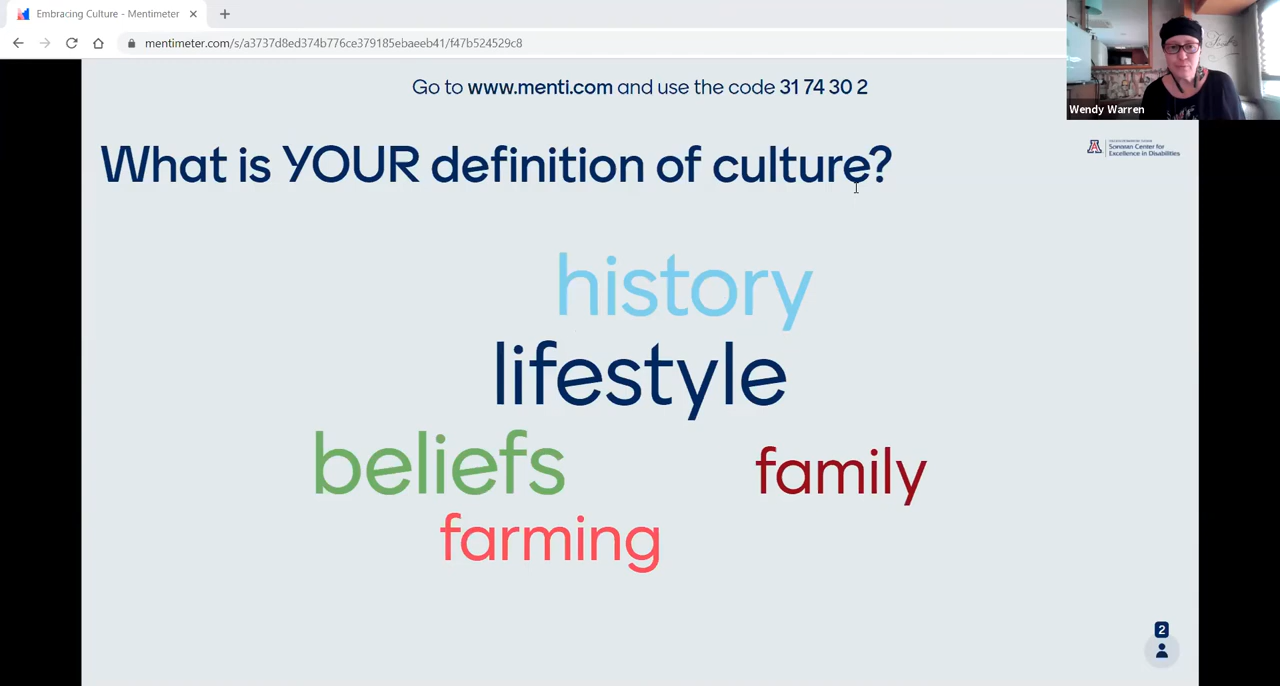 Embracing Culture - Mentimeter
mentimeter.com/s/a3737d8ed374b776ce379185ebaeeb41/f47b524529c8
Wendy Warren
Go to www.menti.com and use the code 31 74 30 2
What is YOUR definition of culture?
Sonoran Center for
Excellence in Disabilities
history
lifestyle
beliefs
family
farming
2